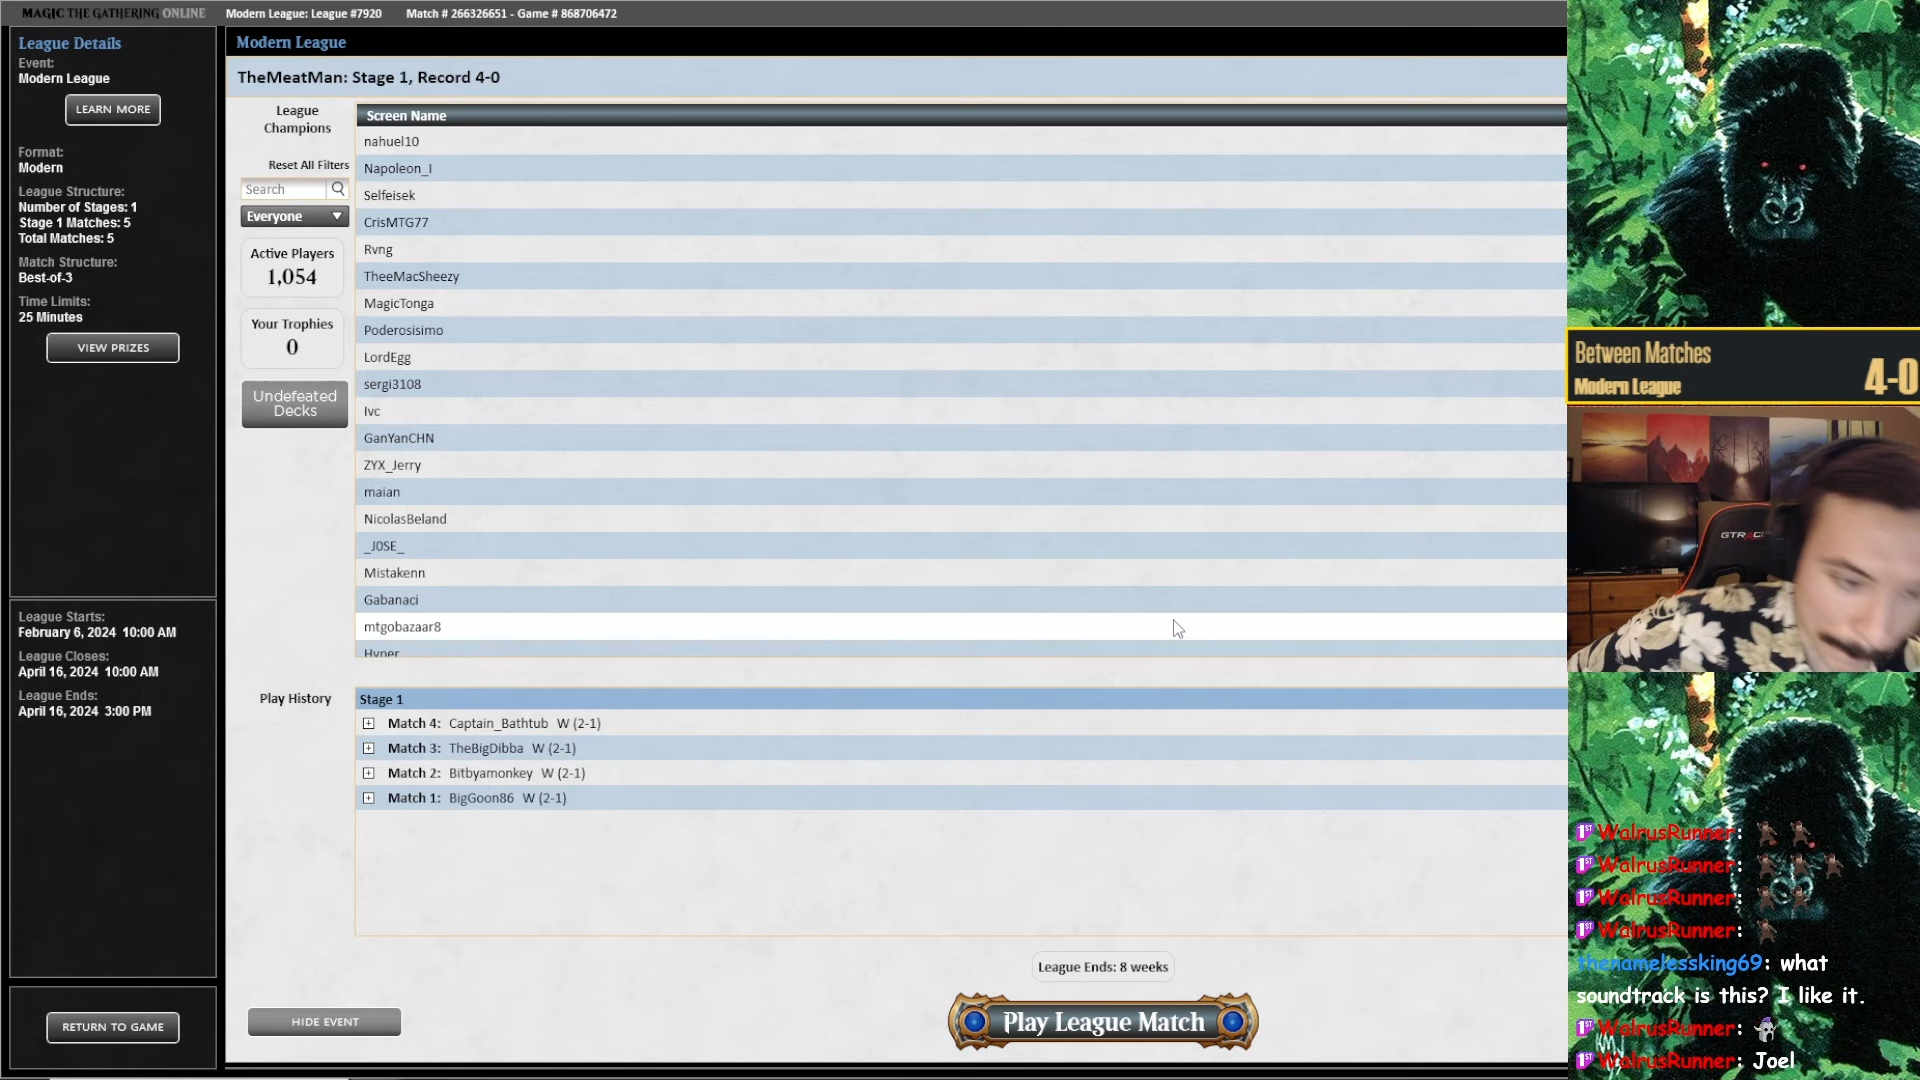 MAGIC THE GATHERING ONLINE
Modern League: League #7920
Match # 266326651 - Game # 868706472
League Details
Event:
Modern League
LEARN MORE
Format:
Modern
League Structure:
Number of Stages: 1
Stage 1 Matches: 5
Total Matches: 5
Match Structure:
Best-of-3
Time Limits:
25 Minutes
VIEW PRIZES
League Starts:
February 6, 2024 10:00 AM
League Closes:
April 16, 2024 10:00 AM
League Ends:
April 16, 2024 3:00 PM
RETURN TO GAME
Modern League
TheMeatMan: Stage 1, Record 4-0
League
Champions
Reset All Filters
Search
Everyone
Active Players
1,054
Your Trophies
0
Undefeated
Decks
Screen Name
nahuel10
Napoleon_I
Selfeisek
CrisMTG77
Rvng
TheeMacSheezy
MagicTonga
Poderosisimo
LordEgg
sergi3108
lvc
GanYanCHN
ZYX_Jerry
maian
NicolasBeland
_J0SE_
Mistakenn
Gabanaci
mtgobazaar8
Hyper
Play History
Stage 1
Match 4: Captain_Bathtub W (2-1)
Match 3: TheBigDibba W (2-1)
Match 2: Bitbyamonkey W (2-1)
Match 1: BigGoon86 W (2-1)
League Ends: 8 weeks
HIDE EVENT
Play League Match
Between Matches
Modern League
4-0
WalrusRunner:
WalrusRunner:
WalrusRunner:
WalrusRunner:
thenamelessking69: what
soundtrack is this? I like it.
WalrusRunner:
WalrusRunner: Joel